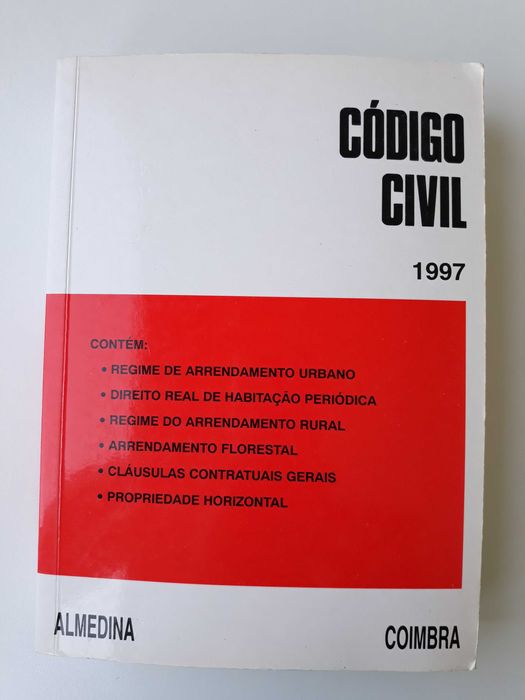 CÓDIGO
CIVIL
1997
CONTÉM:
• REGIME DE ARRENDAMENTO URBANO
• DIREITO REAL DE HABITAÇÃO PERIÓDICA
• REGIME DO ARRENDAMENTO RURAL
• ARRENDAMENTO FLORESTAL
• CLÁUSULAS CONTRATUAIS GERAIS
• PROPRIEDADE HORIZONTAL
ALMEDINA
COIMBRA